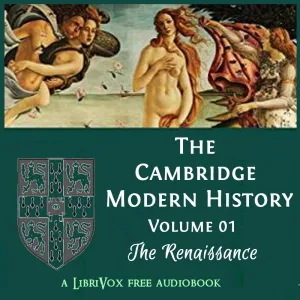 The
Cambridge
Modern History
Volume 01
The Renaissance
a LibriVox free audiobook